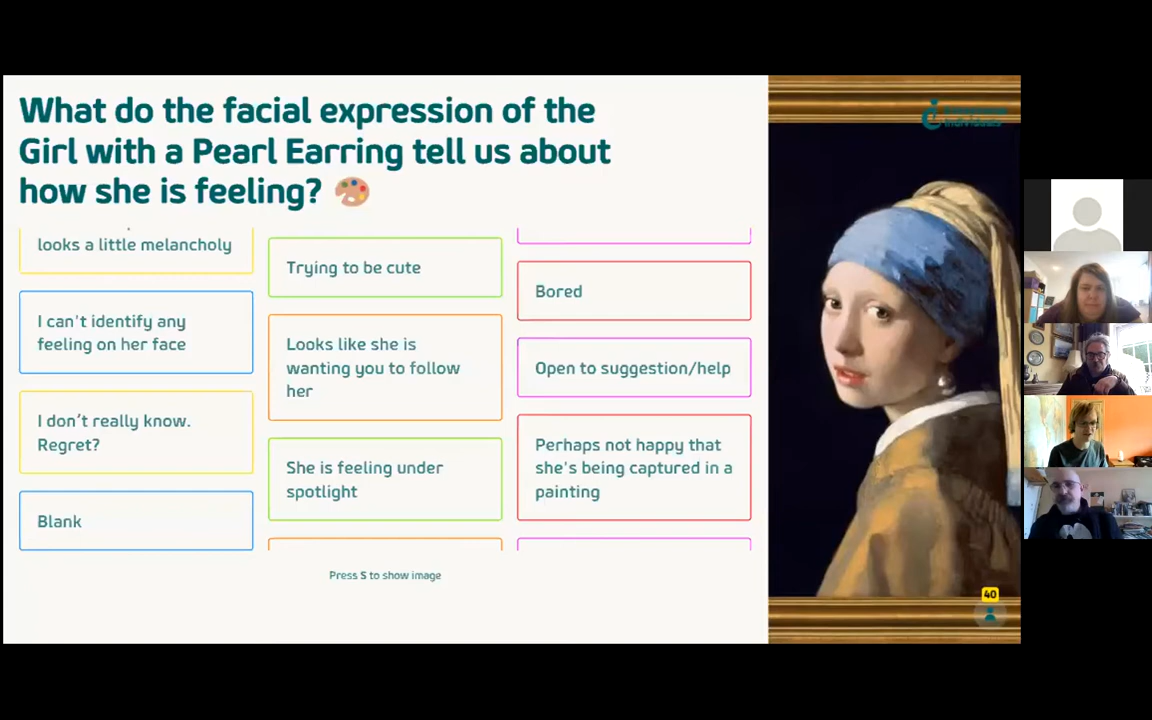 What do the facial expression of the
Girl with a Pearl Earring tell us about
how she is feeling?
looks a little melancholy
I can't identify any
feeling on her face
I don't really know.
Regret?
Blank
Trying to be cute
Looks like she is
wanting you to follow
her
She is feeling under
spotlight
Bored
Open to suggestion/help
Perhaps not happy that
she's being captured in a
painting
Press S to show image
40